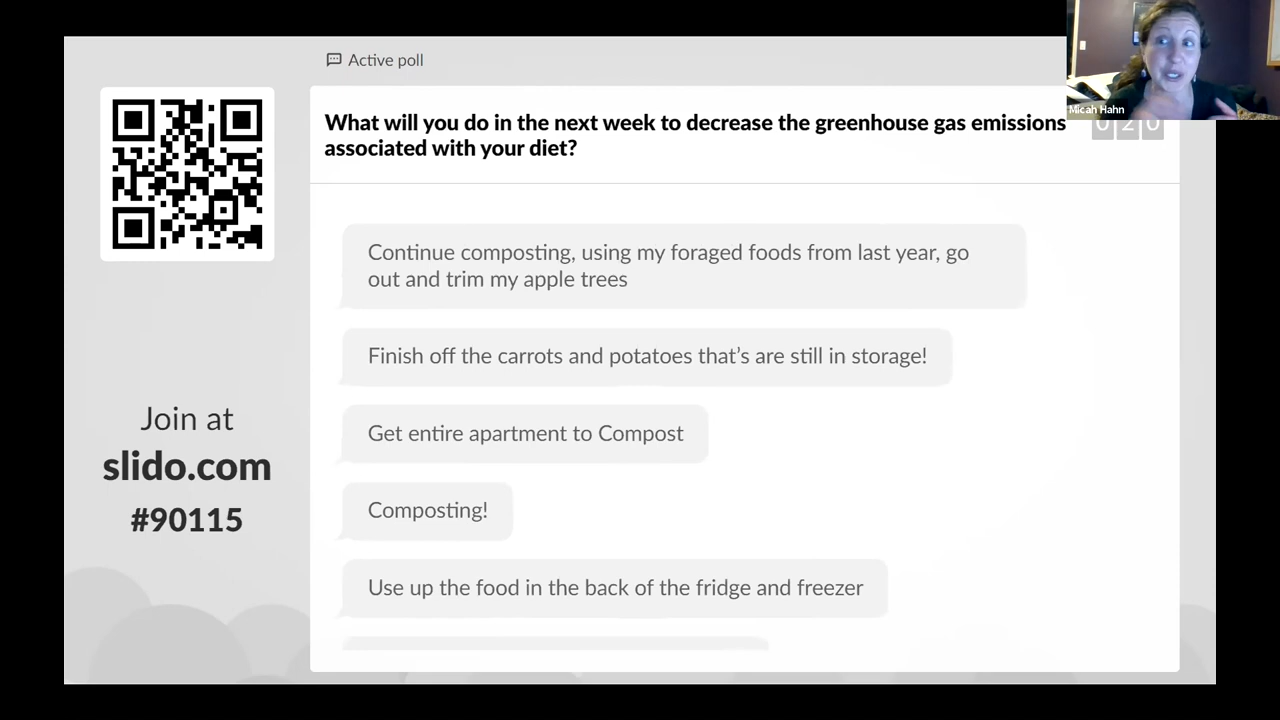 Active poll
Micah Hahn
What will you do in the next week to decrease the greenhouse gas emissions
associated with your diet?
0 2 0
Continue composting, using my foraged foods from last year, go
out and trim my apple trees
Finish off the carrots and potatoes that's are still in storage!
Get entire apartment to Compost
Composting!
Use up the food in the back of the fridge and freezer
Join at
slido.com
#90115